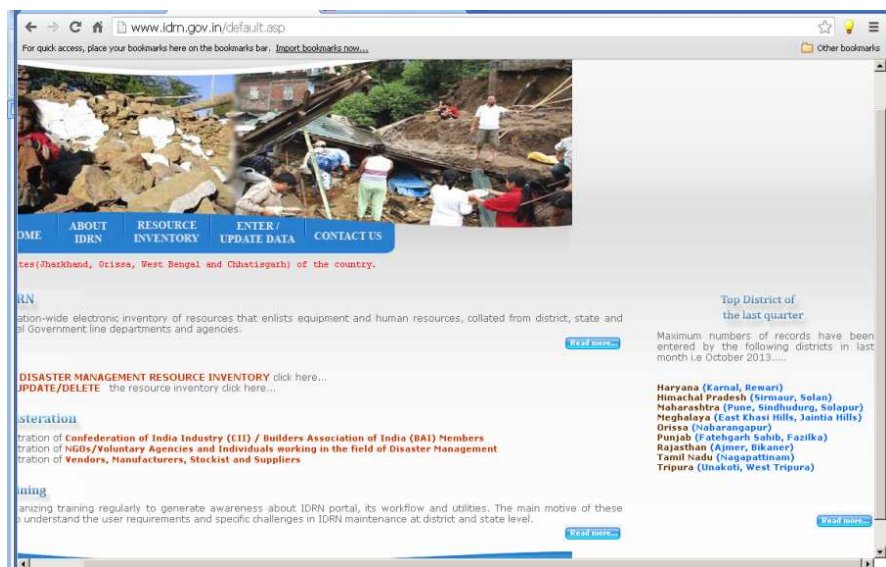 www.idrn.gov.in/default.asp
For quick access, place your bookmarks here on the bookmarks bar. Import bookmarks now...
Other bookmarks
OME
ABOUT IDRN
RESOURCE INVENTORY
ENTER / UPDATE DATA
CONTACT US
tes(Jharkhand, Orissa, West Bengal and Chhatisgarh) of the country.
RN
ation-wide electronic inventory of resources that enlists equipment and human resources, collated from district, state and
el Government line departments and agencies.
Read more...
DISASTER MANAGEMENT RESOURCE INVENTORY click here...
UPDATE/DELETE the resource inventory click here...
isteration
tration of Confederation of India Industry (CII) / Builders Association of India (BAI) Members
tration of NGOs/Voluntary Agencies and Individuals working in the field of Disaster Management
tration of Vendors, Manufacturers, Stockist and Suppliers
ining
anizing training regularly to generate awareness about IDRN portal, its workflow and utilities. The main motive of these
o understand the user requirements and specific challenges in IDRN maintenance at district and state level.
Read more...
Top District of
the last quarter
Maximum numbers of records have been
entered by the following districts in last
month i.e October 2013.....
Haryana (Karnal, Rewari)
Himachal Pradesh (Sirmaur, Solan)
Maharashtra (Pune, Sindhudurg, Solapur)
Meghalaya (East Khasi Hills, Jaintia Hills)
Orissa (Nabarangapur)
Punjab (Fatehgarh Sahib, Fazilka)
Rajasthan (Ajmer, Bikaner)
Tamil Nadu (Nagapattinam)
Tripura (Unakoti, West Tripura)
Read more...